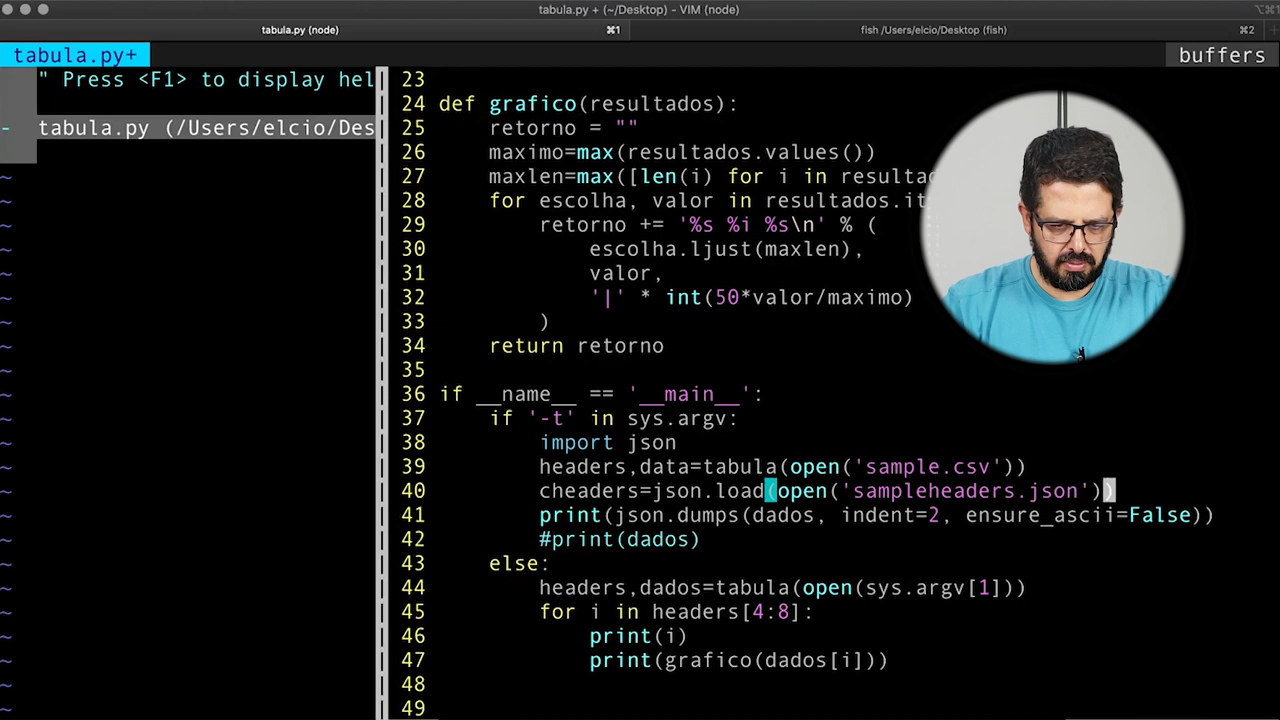 tabula.py + (~/Desktop) - VIM (node)
⌥⌘1
tabula.py (node) ⌘1 fish /Users/elcio/Desktop (fish) ⌘2
tabula.py+ buffers
" Press <F1> to display hel
- tabula.py (/Users/elcio/Des
23
24 def grafico(resultados):
25 retorno = ""
26 maximo=max(resultados.values())
27 maxlen=max([len(i) for i in resultad
28 for escolha, valor in resultados.it
29 retorno += '%s %i %s\n' % (
30 escolha.ljust(maxlen),
31 valor,
32 '|' * int(50*valor/maximo)
33 )
34 return retorno
35
36 if __name__ == '__main__':
37 if '-t' in sys.argv:
38 import json
39 headers,data=tabula(open('sample.csv'))
40 cheaders=json.load(open('sampleheaders.json'))
41 print(json.dumps(dados, indent=2, ensure_ascii=False))
42 #print(dados)
43 else:
44 headers,dados=tabula(open(sys.argv[1]))
45 for i in headers[4:8]:
46 print(i)
47 print(grafico(dados[i]))
48
49